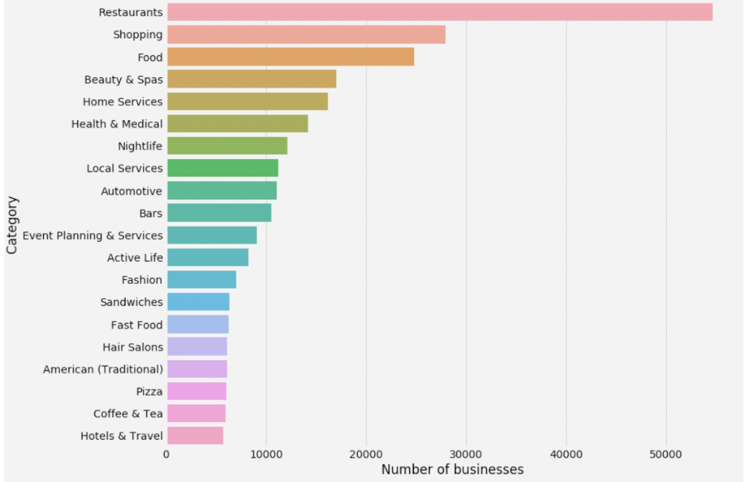 Restaurants
Shopping
Food
Beauty & Spas
Home Services
Health & Medical
Nightlife
Local Services
Automotive
Bars
Event Planning & Services
Active Life
Fashion
Sandwiches
Fast Food
Hair Salons
American (Traditional)
Pizza
Coffee & Tea
Hotels & Travel
Category
0 10000 20000 30000 40000 50000
Number of businesses